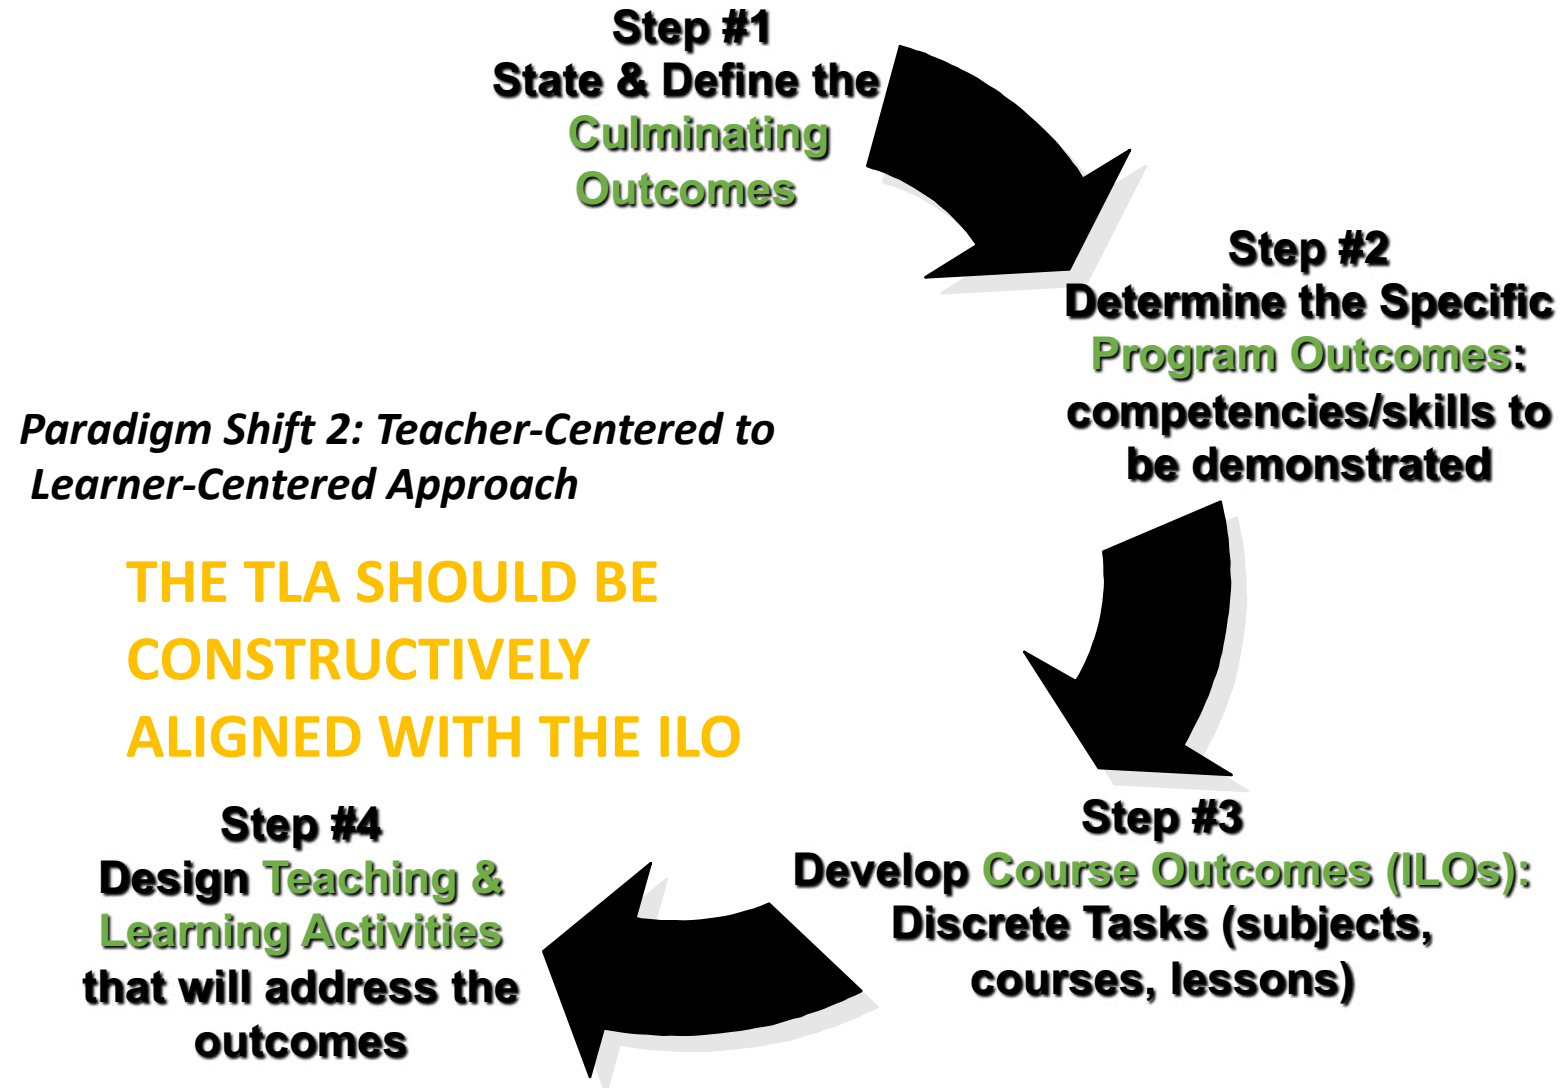 Step #1
State & Define the
Culminating
Outcomes
Step #2
Determine the Specific
Program Outcomes:
competencies/skills to
be demonstrated
Paradigm Shift 2: Teacher-Centered to
Learner-Centered Approach
THE TLA SHOULD BE
CONSTRUCTIVELY
ALIGNED WITH THE ILO
Step #3
Develop Course Outcomes (ILOs):
Discrete Tasks (subjects,
courses, lessons)
Step #4
Design Teaching &
Learning Activities
that will address the
outcomes